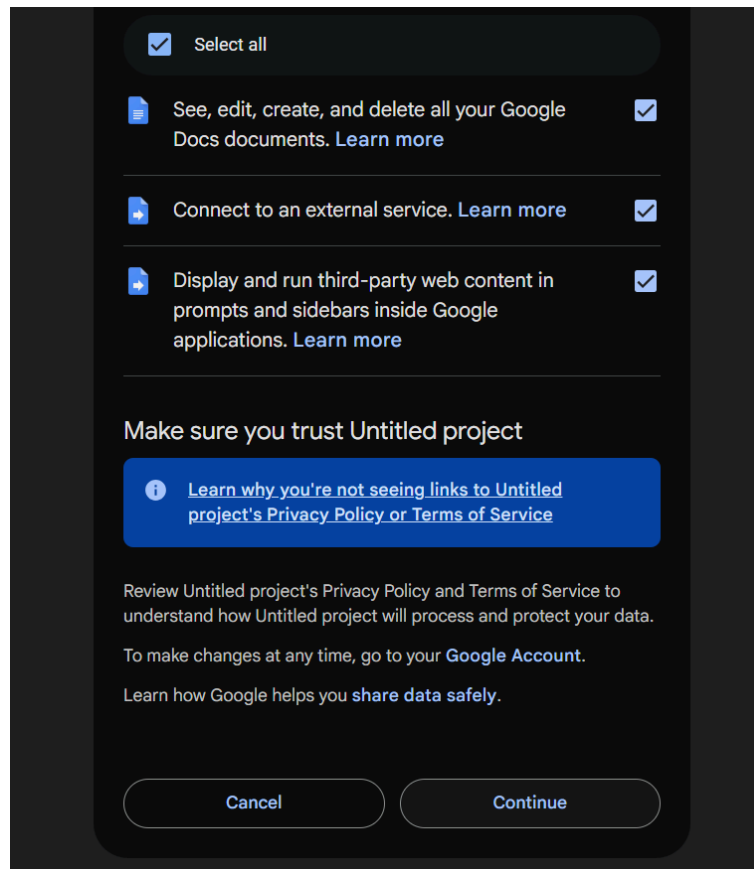 Select all
See, edit, create, and delete all your Google
Docs documents. Learn more
Connect to an external service. Learn more
Display and run third-party web content in
prompts and sidebars inside Google
applications. Learn more
Make sure you trust Untitled project
Learn why you're not seeing links to Untitled
project's Privacy Policy or Terms of Service
Review Untitled project's Privacy Policy and Terms of Service to
understand how Untitled project will process and protect your data.
To make changes at any time, go to your Google Account.
Learn how Google helps you share data safely.
Cancel
Continue